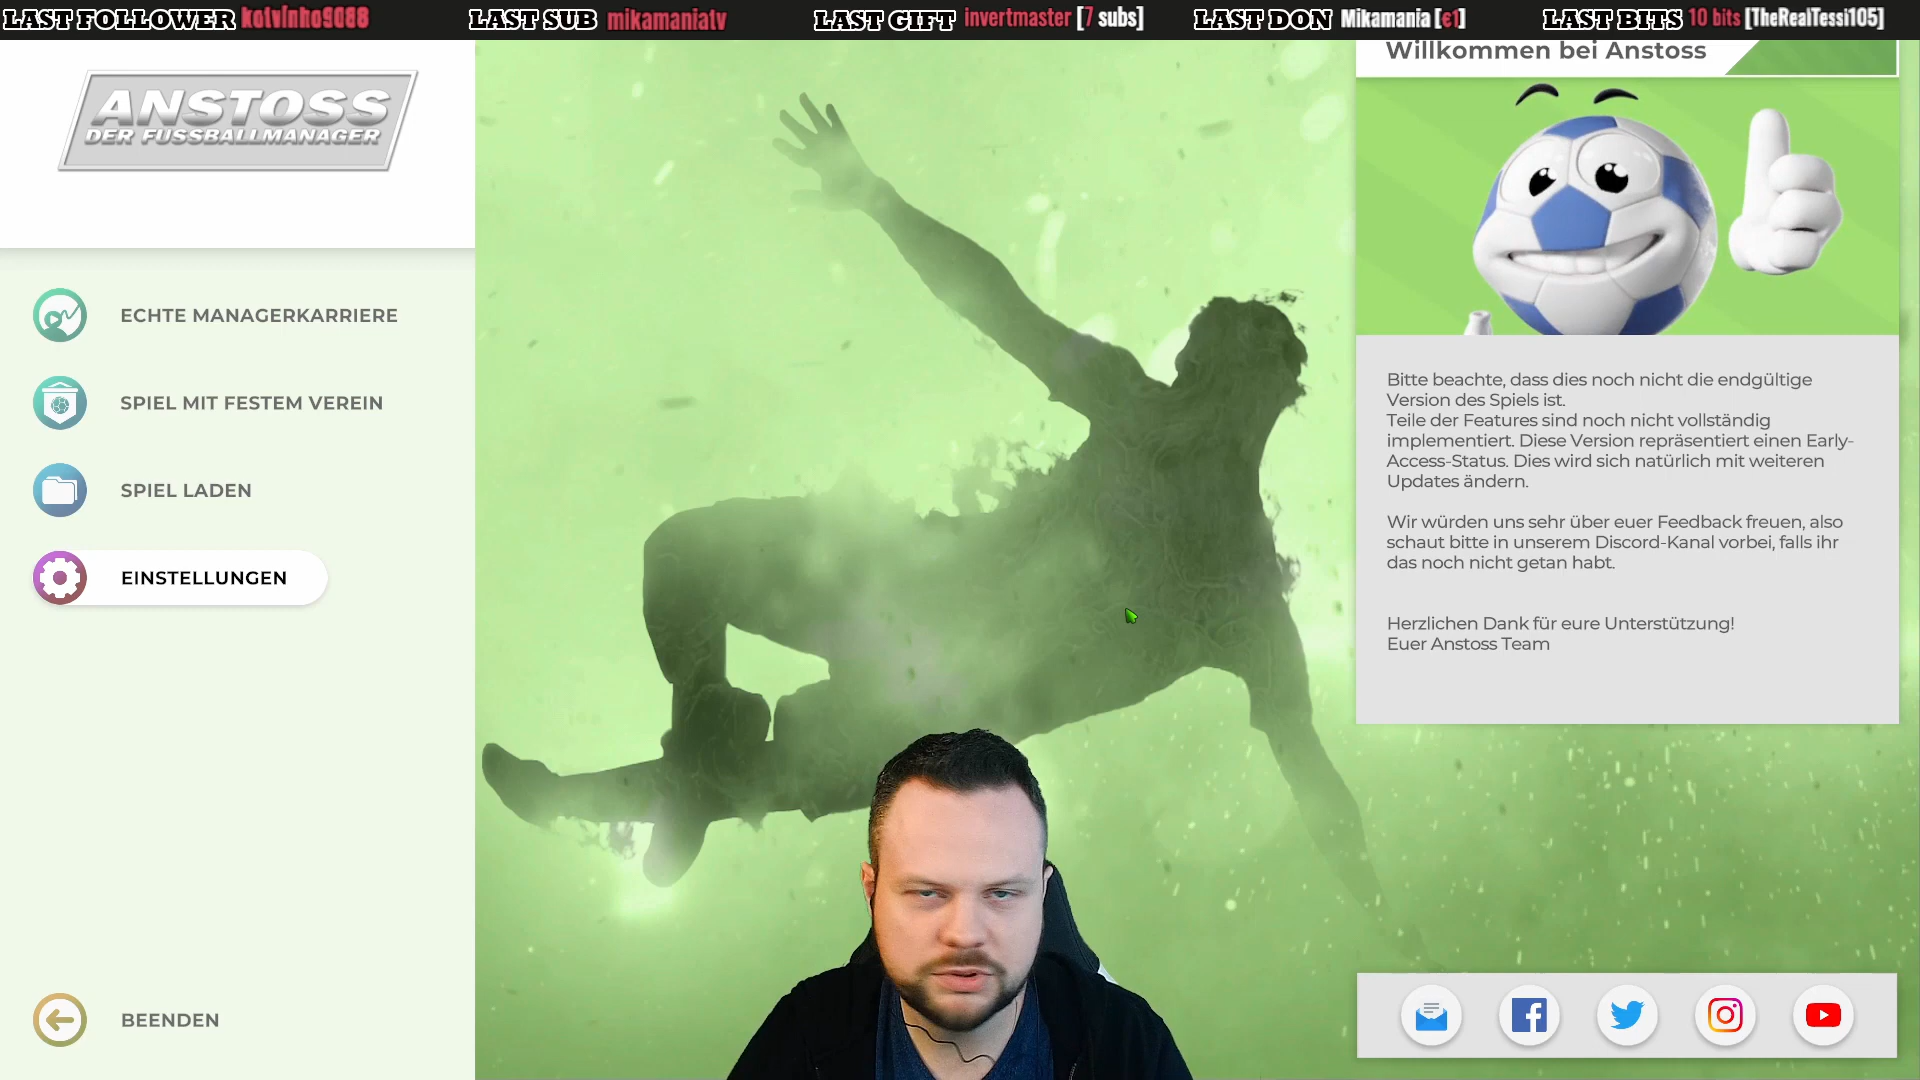 LAST FOLLOWER kotvinho9088
LAST SUB mikamaniatv
LAST GIFT invertmaster [7 subs]
LAST DON Mikamania [€1]
LAST BITS 10 bits [TheRealTessi105]
ANSTOSS
DER FUSSBALLMANAGER
ECHTE MANAGERKARRIERE
SPIEL MIT FESTEM VEREIN
SPIEL LADEN
EINSTELLUNGEN
BEENDEN
Willkommen bei Anstoss
Bitte beachte, dass dies noch nicht die endgültige
Version des Spiels ist.
Teile der Features sind noch nicht vollständig
implementiert. Diese Version repräsentiert einen Early-
Access-Status. Dies wird sich natürlich mit weiteren
Updates ändern.
Wir würden uns sehr über euer Feedback freuen, also
schaut bitte in unserem Discord-Kanal vorbei, falls ihr
das noch nicht getan habt.
Herzlichen Dank für eure Unterstützung!
Euer Anstoss Team